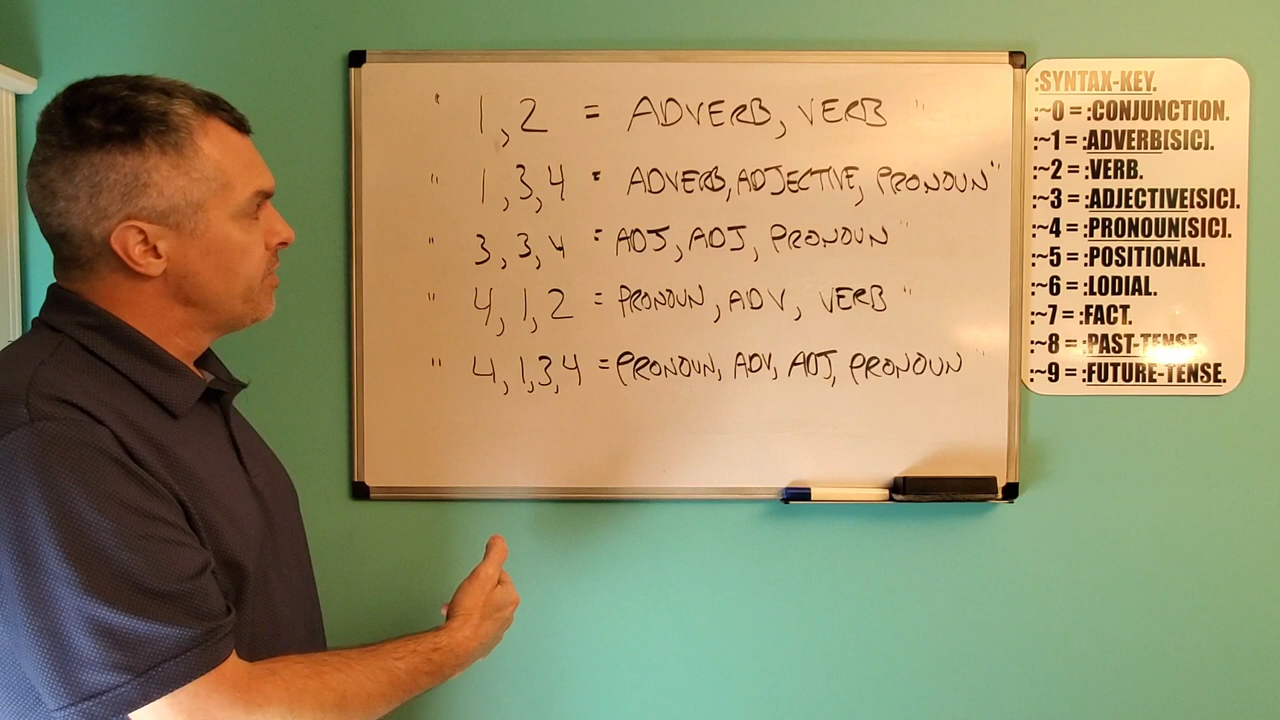 " 1,2 = ADVERB, VERB "
" 1,3,4 = ADVERB, ADJECTIVE, PRONOUN "
" 3,3,4 = ADJ, ADJ, PRONOUN "
" 4,1,2 = PRONOUN, ADV, VERB "
" 4,1,3,4 = PRONOUN, ADV, ADJ, PRONOUN "
:SYNTAX-KEY.
:~0 = :CONJUNCTION.
:~1 = :ADVERB[SIC].
:~2 = :VERB.
:~3 = :ADJECTIVE[SIC].
:~4 = :PRONOUN[SIC].
:~5 = :POSITIONAL.
:~6 = :LODIAL.
:~7 = :FACT.
:~8 = :PAST-TENSE.
:~9 = :FUTURE-TENSE.